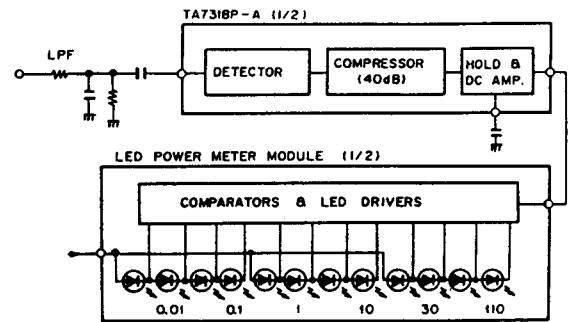 TA7318P-A (1/2)
LPF
DETECTOR
COMPRESSOR
(40dB)
HOLD &
DC AMP.
LED POWER METER MODULE (1/2)
COMPARATORS & LED DRIVERS
0.01 0.1 1 10 30 110